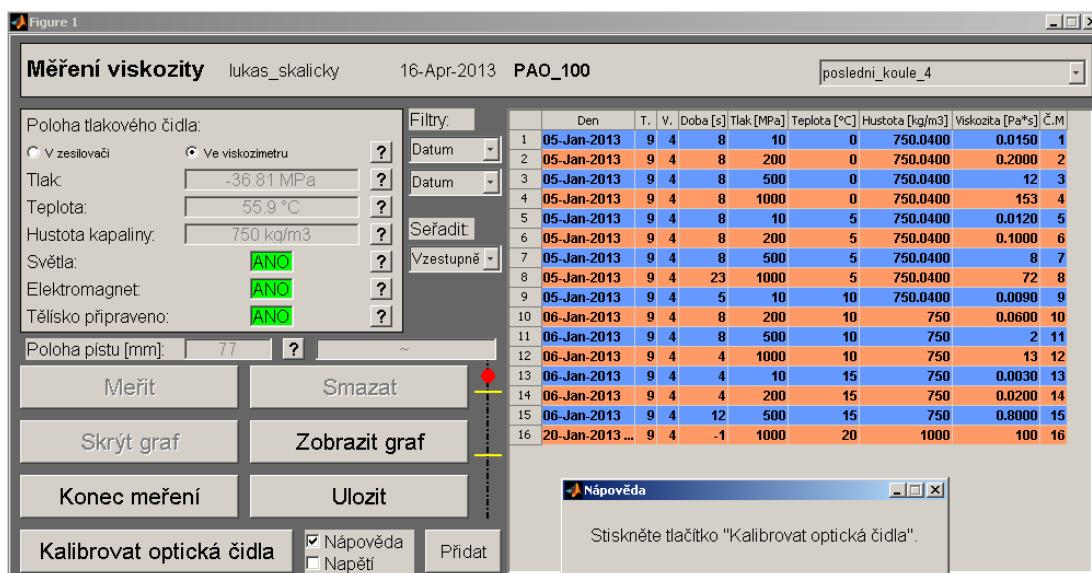 Figure 1
Měření viskozity lukas_skalicky 16-Apr-2013 PAO_100 posledni_koule_4
Poloha tlakového čidla:
V zesilovači Ve viskozimetru ?
Tlak: -36.81 MPa ?
Teplota: 55.9 °C ?
Hustota kapaliny: 750 kg/m3 ?
Světla: ANO ?
Elektromagnet: ANO ?
Tělísko připraveno: ANO ?
Poloha pístu [mm]: 77 ? ~
Meřit Smazat
Skrýt graf Zobrazit graf
Konec meření Ulozit
Kalibrovat optická čidla
Nápověda
Napětí
Přidat
Filtry:
Datum
Datum
Seřadit:
Vzestupně
Den T. V. Doba [s] Tlak [MPa] Teplota [°C] Hustota [kg/m3] Viskozita [Pa*s] Č.M
1 05-Jan-2013 9 4 8 10 0 750.0400 0.0150 1
2 05-Jan-2013 9 4 8 200 0 750.0400 0.2000 2
3 05-Jan-2013 9 4 8 500 0 750.0400 12 3
4 05-Jan-2013 9 4 8 1000 0 750.0400 153 4
5 05-Jan-2013 9 4 8 10 5 750.0400 0.0120 5
6 05-Jan-2013 9 4 8 200 5 750.0400 0.1000 6
7 05-Jan-2013 9 4 8 500 5 750.0400 8 7
8 05-Jan-2013 9 4 23 1000 5 750.0400 72 8
9 05-Jan-2013 9 4 5 10 10 750.0400 0.0090 9
10 06-Jan-2013 9 4 8 200 10 750 0.0600 10
11 06-Jan-2013 9 4 8 500 10 750 2 11
12 06-Jan-2013 9 4 4 1000 10 750 13 12
13 06-Jan-2013 9 4 4 10 15 750 0.0030 13
14 06-Jan-2013 9 4 4 200 15 750 0.0200 14
15 06-Jan-2013 9 4 12 500 15 750 0.8000 15
16 20-Jan-2013 ... 9 4 -1 1000 20 1000 100 16
Nápověda
Stiskněte tlačítko "Kalibrovat optická čidla".